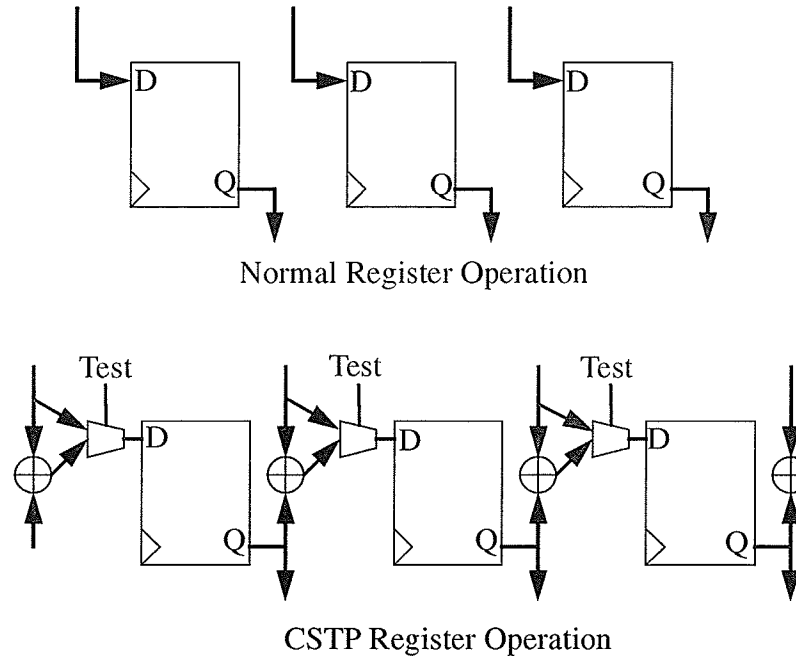 D D D
Q Q Q
Normal Register Operation
Test Test Test
D D D
Q Q Q
CSTP Register Operation